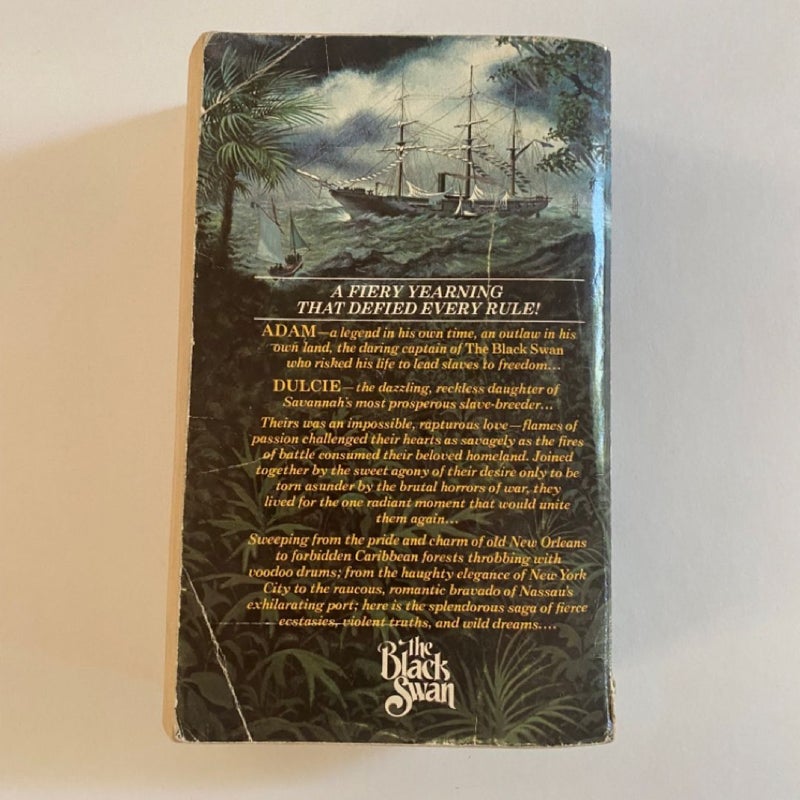 A FIERY YEARNING
THAT DEFIED EVERY RULE!
ADAM—a legend in his own time, an outlaw in his
own land, the daring captain of The Black Swan
who risked his life to lead slaves to freedom...
DULCIE—the dazzling, reckless daughter of
Savannah's most prosperous slave-breeder...
Theirs was an impossible, rapturous love—flames of
passion challenged their hearts as savagely as the fires
of battle consumed their beloved homeland. Joined
together by the sweet agony of their desire only to be
torn asunder by the brutal horrors of war, they
lived for the one radiant moment that would unite
them again...
Sweeping from the pride and charm of old New Orleans
to forbidden Caribbean forests throbbing with
voodoo drums; from the haughty elegance of New York
City to the raucous, romantic bravado of Nassau's
exhilarating port; here is the splendorous saga of fierce
ecstasies, violent truths, and wild dreams....
the
Black
Swan